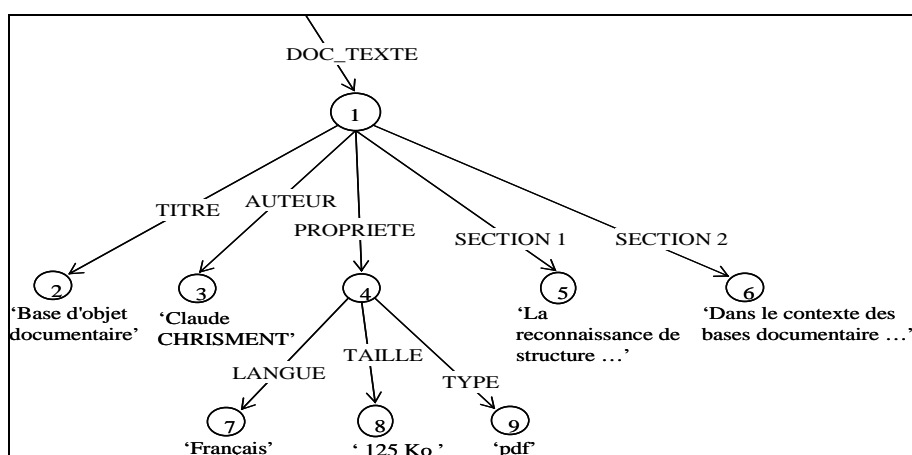 DOC_TEXTE
1
TITRE
AUTEUR
PROPRIETE
SECTION 1
SECTION 2
2
3
4
5
6
‘Base d'objet
documentaire’
‘Claude
CHRISMENT’
‘La
reconnaissance de
structure …’
‘Dans le contexte des
bases documentaire …’
LANGUE
TAILLE
TYPE
7
8
9
‘Français’
‘ 125 Ko ’
‘pdf’